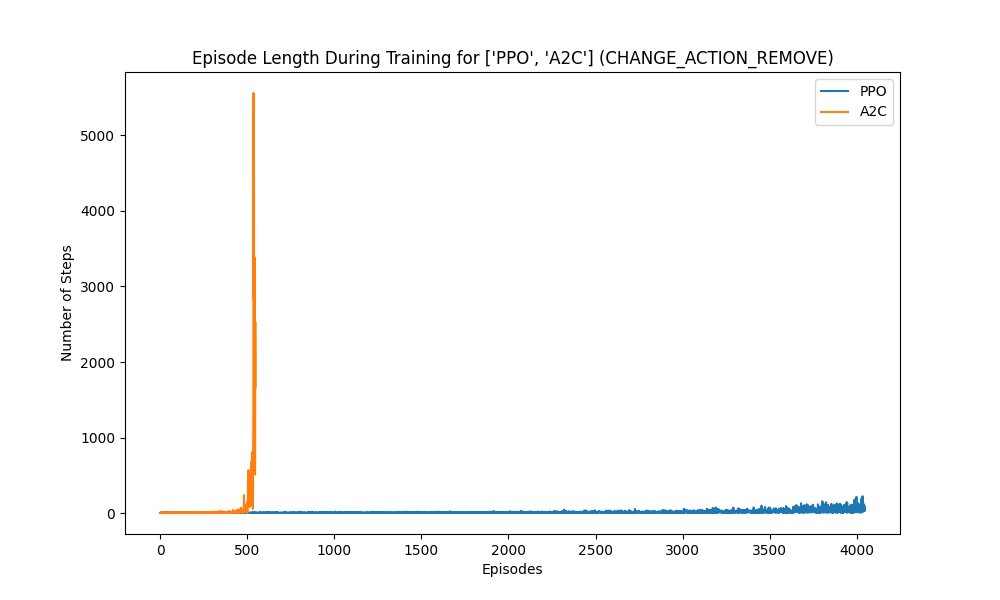 Episode Length During Training for ['PPO', 'A2C'] (CHANGE_ACTION_REMOVE)
PPO
A2C
5000
4000
3000
2000
1000
0
Number of Steps
0 500 1000 1500 2000 2500 3000 3500 4000
Episodes